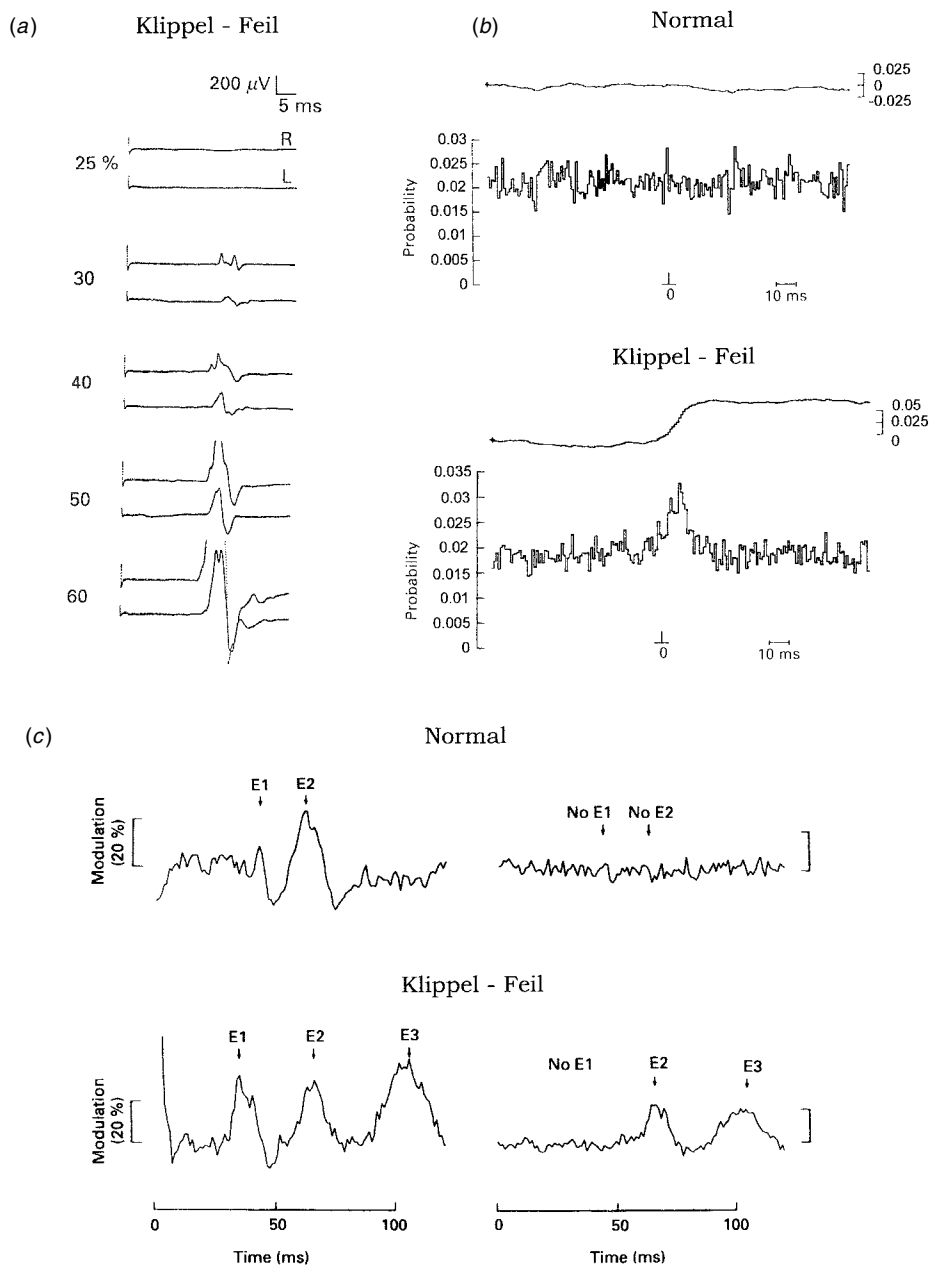 (a)
Klippel - Feil
200 μV
5 ms
25 %
R
L
30
40
50
60
(b)
Normal
0.025
0
-0.025
0.03
0.025
0.02
0.015
0.01
0.005
0
Probability
0
10 ms
Klippel - Feil
0.05
0.025
0
0.035
0.03
0.025
0.02
0.015
0.01
0.005
0
Probability
0
10 ms
(c)
Normal
Modulation
(20 %)
E1
E2
No E1
No E2
Klippel - Feil
Modulation
(20 %)
E1
E2
E3
No E1
E2
E3
0
50
100
Time (ms)
0
50
100
Time (ms)